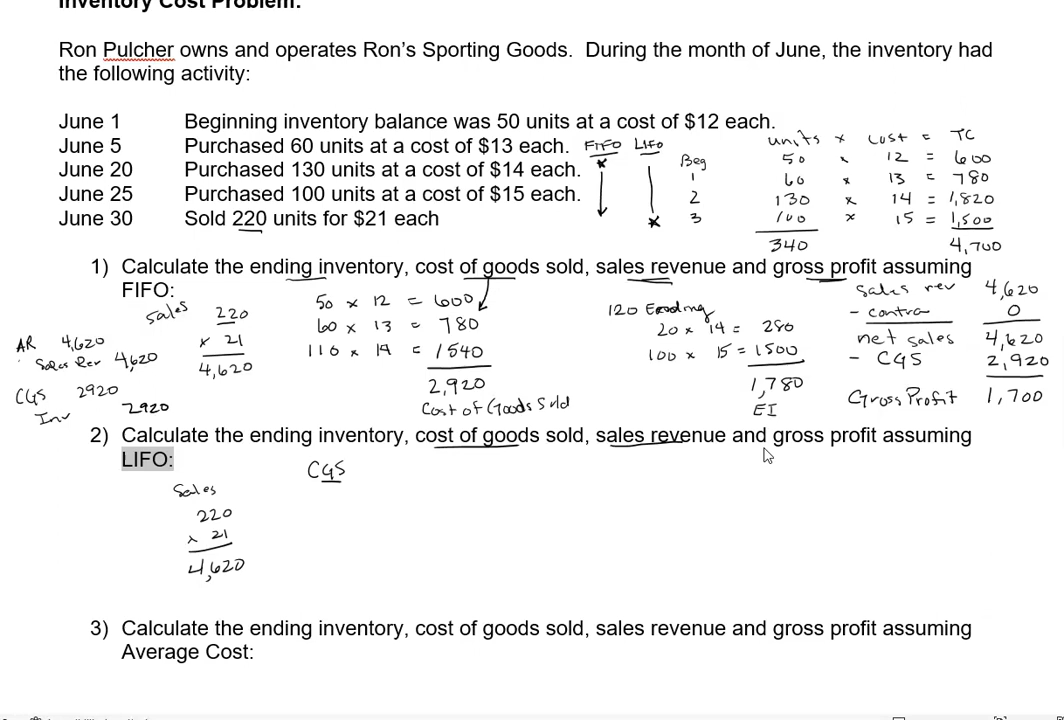 Inventory Cost Problem:
Ron Pulcher owns and operates Ron's Sporting Goods. During the month of June, the inventory had
the following activity:
June 1 Beginning inventory balance was 50 units at a cost of $12 each.
June 5 Purchased 60 units at a cost of $13 each.
June 20 Purchased 130 units at a cost of $14 each.
June 25 Purchased 100 units at a cost of $15 each.
June 30 Sold 220 units for $21 each
FIFO LIFO
Beg
1
2
3
units x cost = TC
50 x 12 = 600
60 x 13 = 780
130 x 14 = 1,820
100 x 15 = 1,500
340 4,700
1) Calculate the ending inventory, cost of goods sold, sales revenue and gross profit assuming
FIFO:
Sales 220
x 21
4,620
AR 4,620
Sales Rev 4,620
CGS 2920
Inv 2920
50 x 12 = 600
60 x 13 = 780
110 x 14 = 1540
2,920
Cost of Goods Sold
120 Ending
20 x 14 = 280
100 x 15 = 1500
1,780
EI
Sales rev 4,620
- contra 0
net sales 4,620
- CGS 2,920
Gross Profit 1,700
2) Calculate the ending inventory, cost of goods sold, sales revenue and gross profit assuming
LIFO:
CGS
Sales
220
x 21
4,620
3) Calculate the ending inventory, cost of goods sold, sales revenue and gross profit assuming
Average Cost: